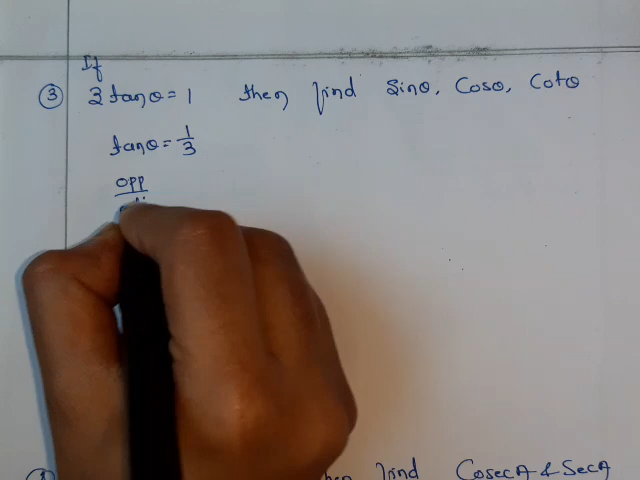 If
③ 3 tanθ = 1 then find Sinθ, Cosθ, Cotθ
tanθ = 1/3
opp
find CosecA & SecA